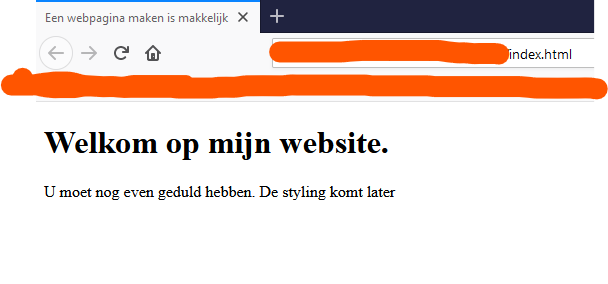 Een webpagina maken is makkelijk
index.html
Welkom op mijn website.
U moet nog even geduld hebben. De styling komt later